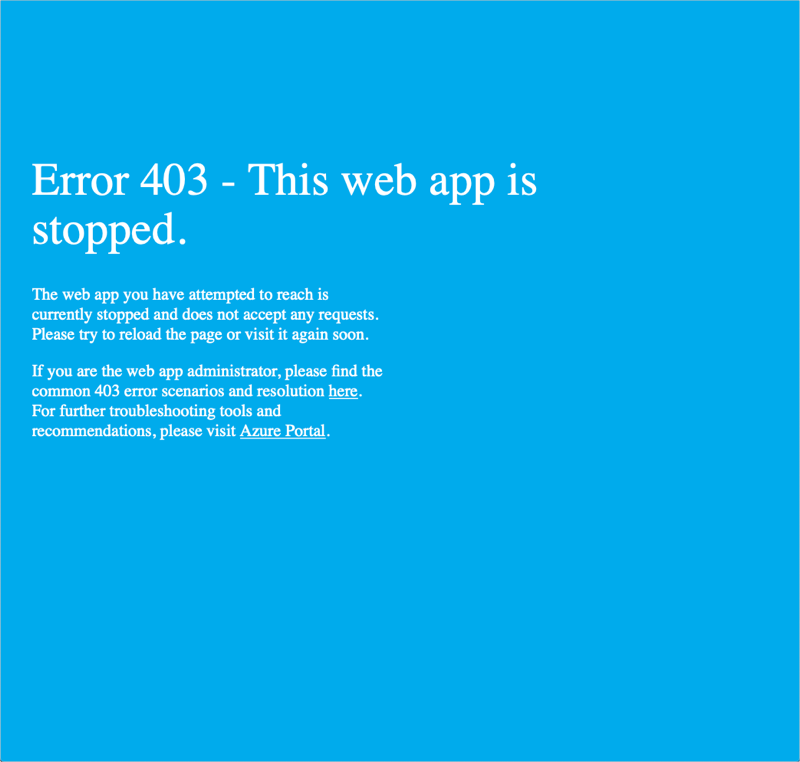 Error 403 - This web app is
stopped.
The web app you have attempted to reach is
currently stopped and does not accept any requests.
Please try to reload the page or visit it again soon.
If you are the web app administrator, please find the
common 403 error scenarios and resolution here.
For further troubleshooting tools and
recommendations, please visit Azure Portal.